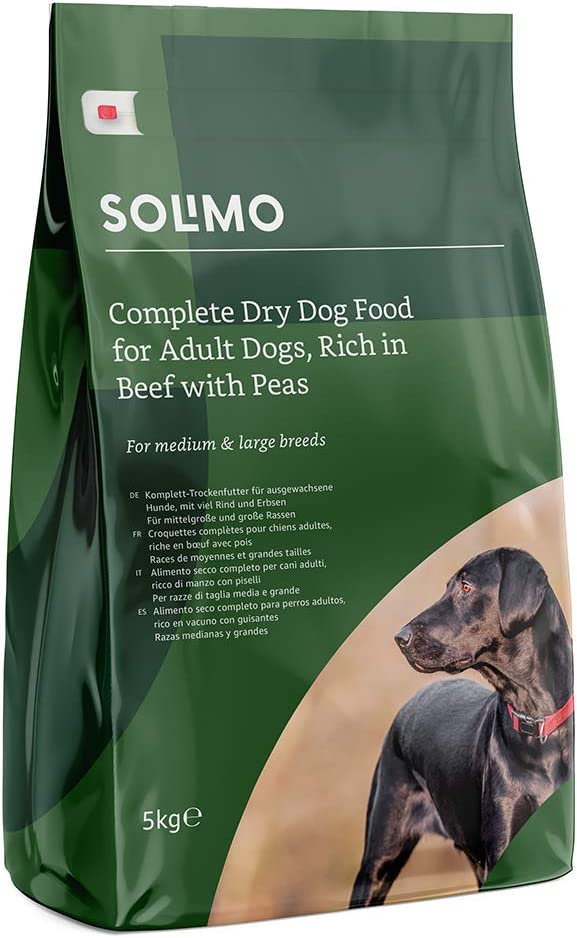 SOLIMO
Complete Dry Dog Food
for Adult Dogs, Rich in
Beef with Peas
For medium & large breeds
DE Komplett-Trockenfutter für ausgewachsene
Hunde, mit viel Rind und Erbsen
Für mittelgroße und große Rassen
FR Croquettes complètes pour chiens adultes,
riche en bœuf avec pois
Races de moyennes et grandes tailles
IT Alimento secco completo per cani adulti,
ricco di manzo con piselli
Per razze di taglia media e grande
ES Alimento seco completo para perros adultos,
rico en vacuno con guisantes
Razas medianas y grandes
5kg℮